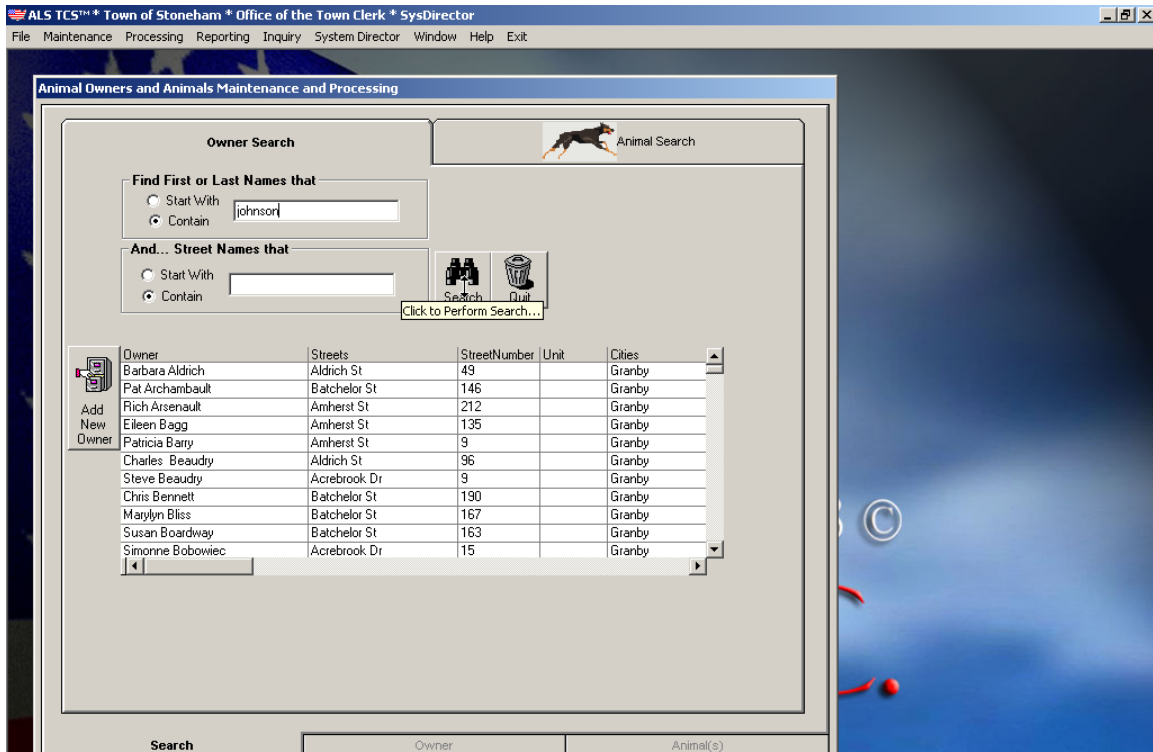 ALS TCS™ * Town of Stoneham * Office of the Town Clerk * SysDirector
File Maintenance Processing Reporting Inquiry System Director Window Help Exit
Animal Owners and Animals Maintenance and Processing
Owner Search Animal Search
Find First or Last Names that
Start With
johnson
Contain
And... Street Names that
Start With
Contain
Search Quit
Click to Perform Search...
Add New Owner
Owner Streets StreetNumber Unit Cities
Barbara Aldrich Aldrich St 49 Granby
Pat Archambault Batchelor St 146 Granby
Rich Arsenault Amherst St 212 Granby
Eileen Bagg Amherst St 135 Granby
Patricia Barry Amherst St 9 Granby
Charles Beaudry Aldrich St 96 Granby
Steve Beaudry Acrebrook Dr 9 Granby
Chris Bennett Batchelor St 190 Granby
Marylyn Bliss Batchelor St 167 Granby
Susan Boardway Batchelor St 163 Granby
Simonne Bobowiec Acrebrook Dr 15 Granby
©
Search Owner Animal(s)